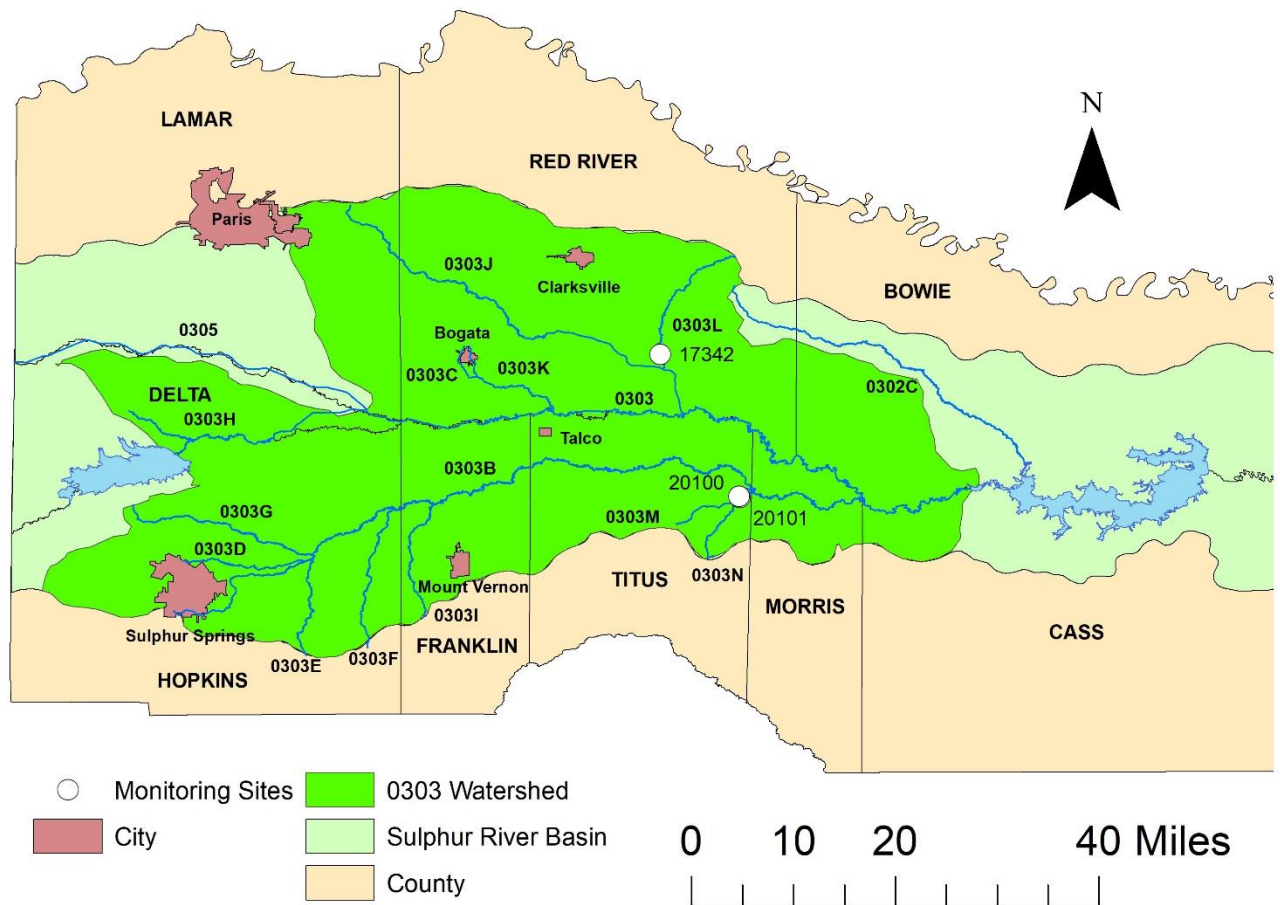 N
LAMAR
RED RIVER
Paris
0303J
Clarksville
BOWIE
0305
Bogata
0303L
17342
0303C
0303K
0302C
DELTA
0303H
0303
Talco
0303B
20100
0303G
0303M
20101
0303D
0303N
Mount Vernon
TITUS
0303I
MORRIS
Sulphur Springs
CASS
0303E
0303F
FRANKLIN
HOPKINS
Monitoring Sites
0303 Watershed
City
Sulphur River Basin
County
0 10 20 40 Miles